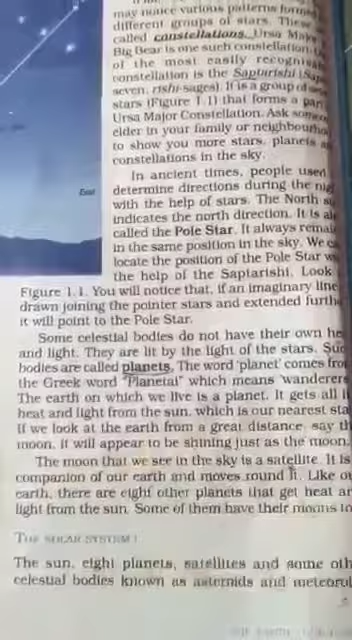 may notice various patterns formed
different groups of stars. These
called constellations. Ursa Major
Big Bear is one such constellation.
of the most easily recognisa
constellation is the Saptarishi (Sap
seven, rishi-sages). It is a group of
stars (Figure 1.1) that forms a par
Ursa Major Constellation. Ask some
elder in your family or neighbourho
to show you more stars, planets a
constellations in the sky.
In ancient times, people used
determine directions during the nig
with the help of stars. The North
indicates the north direction. It is al
called the Pole Star. It always remai
in the same position in the sky. We c
locate the position of the Pole Star w
the help of the Saptarishi. Look
Figure 1.1. You will notice that, if an imaginary line
drawn joining the pointer stars and extended furth
it will point to the Pole Star.
Some celestial bodies do not have their own he
and light. They are lit by the light of the stars. Suc
bodies are called planets. The word 'planet' comes fro
the Greek word "Planetai" which means 'wanderers
The earth on which we live is a planet. It gets all i
heat and light from the sun, which is our nearest sta
If we look at the earth from a great distance, say th
moon, it will appear to be shining just as the moon.
The moon that we see in the sky is a satellite. It is
companion of our earth and moves round it. Like ou
earth, there are eight other planets that get heat an
light from the sun. Some of them have their moons to
THE SOLAR SYSTEM
The sun, eight planets, satellites and some oth
celestial bodies known as asteroids and meteoroi
East